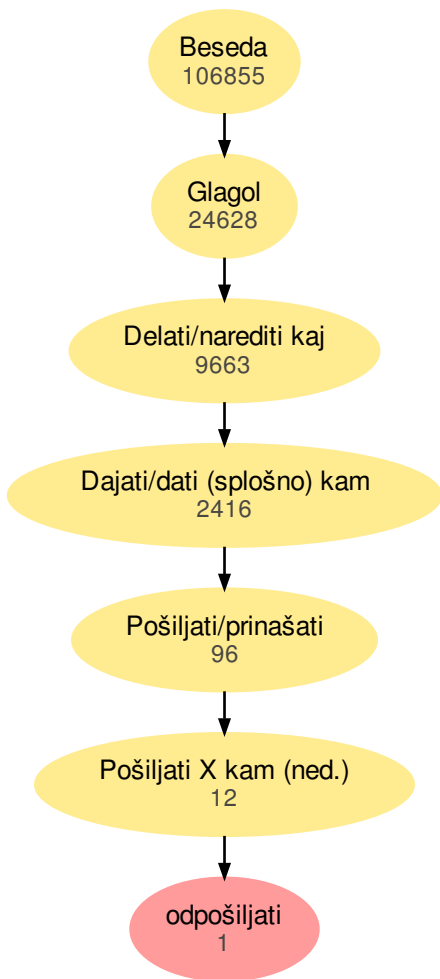 Beseda
106855
Glagol
24628
Delati/narediti kaj
9663
Dajati/dati (splošno) kam
2416
Pošiljati/prinašati
96
Pošiljati X kam (ned.)
12
odpošiljati
1